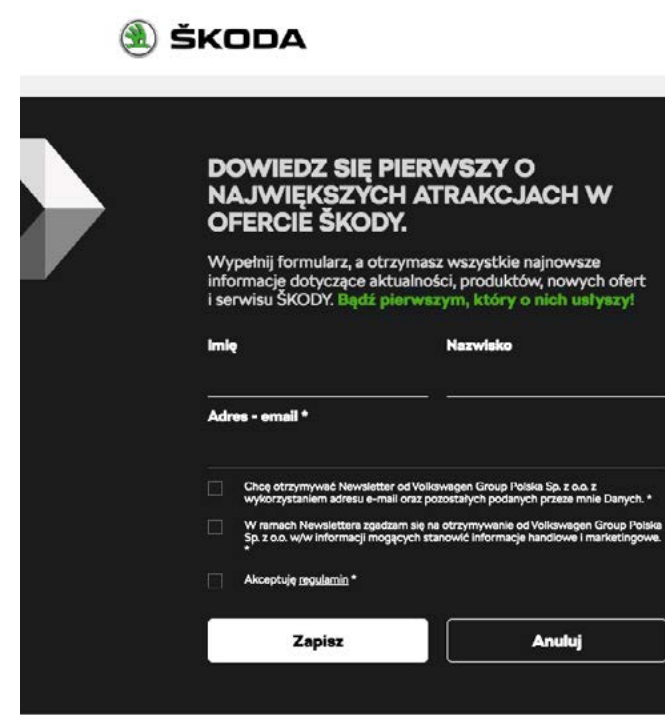 ŠKODA
DOWIEDZ SIĘ PIERWSZY O
NAJWIĘKSZYCH ATRAKCJACH W
OFERCIE ŠKODY.
Wypełnij formularz, a otrzymasz wszystkie najnowsze
informacje dotyczące aktualności, produktów, nowych ofert
i serwisu ŠKODY. Bądź pierwszym, który o nich usłyszy!
Imię Nazwisko
Adres - email *
Chcę otrzymywać Newsletter od Volkswagen Group Polska Sp. z o.o. z
wykorzystaniem adresu e-mail oraz pozostałych podanych przeze mnie Danych. *
W ramach Newslettera zgadzam się na otrzymywanie od Volkswagen Group Polska
Sp. z o.o. w/w informacji mogących stanowić informacje handlowe i marketingowe.
*
Akceptuję regulamin *
Zapisz Anuluj